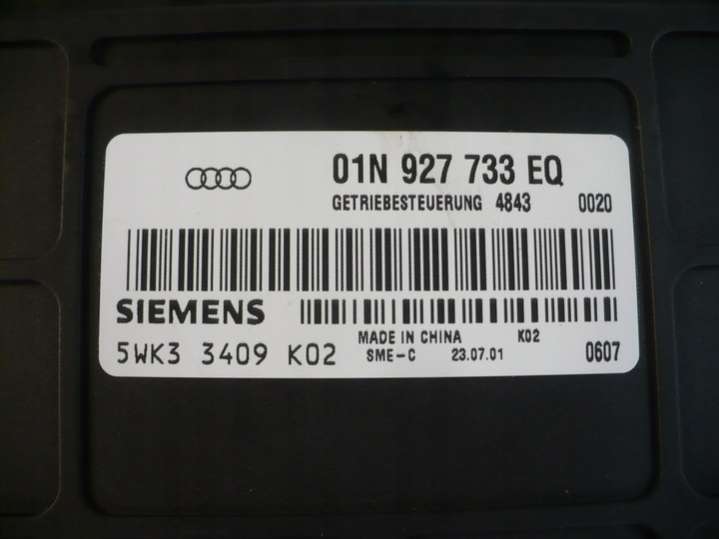 01N 927 733 EQ
GETRIEBESTEUERUNG 4843 0020
SIEMENS
MADE IN CHINA K02
5WK3 3409 K02 SME-C 23.07.01 0607